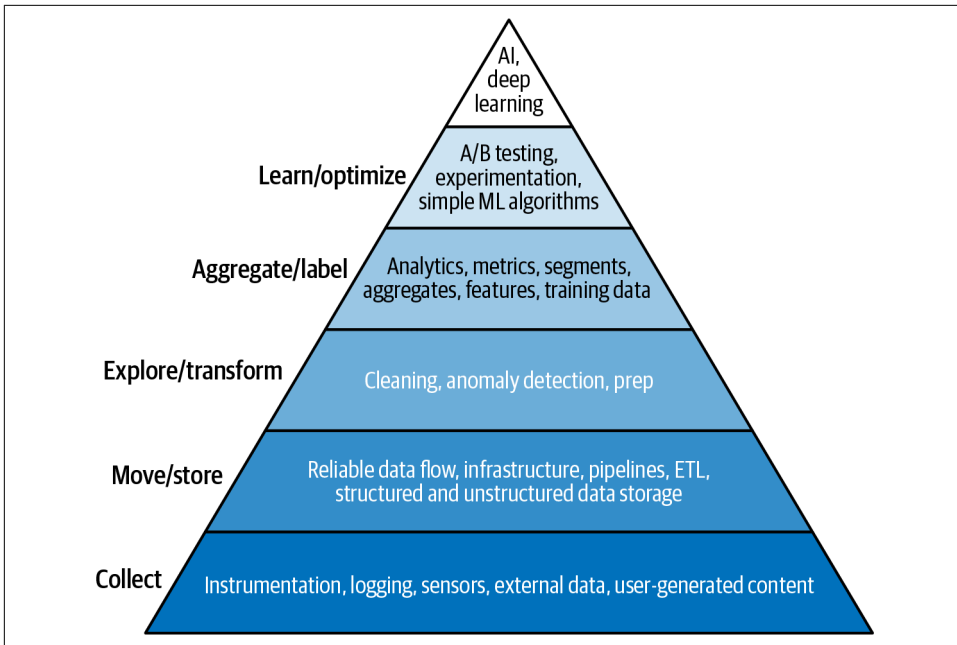 AI,
deep
learning
Learn/optimize
A/B testing,
experimentation,
simple ML algorithms
Aggregate/label
Analytics, metrics, segments,
aggregates, features, training data
Explore/transform
Cleaning, anomaly detection, prep
Move/store
Reliable data flow, infrastructure, pipelines, ETL,
structured and unstructured data storage
Collect
Instrumentation, logging, sensors, external data, user-generated content